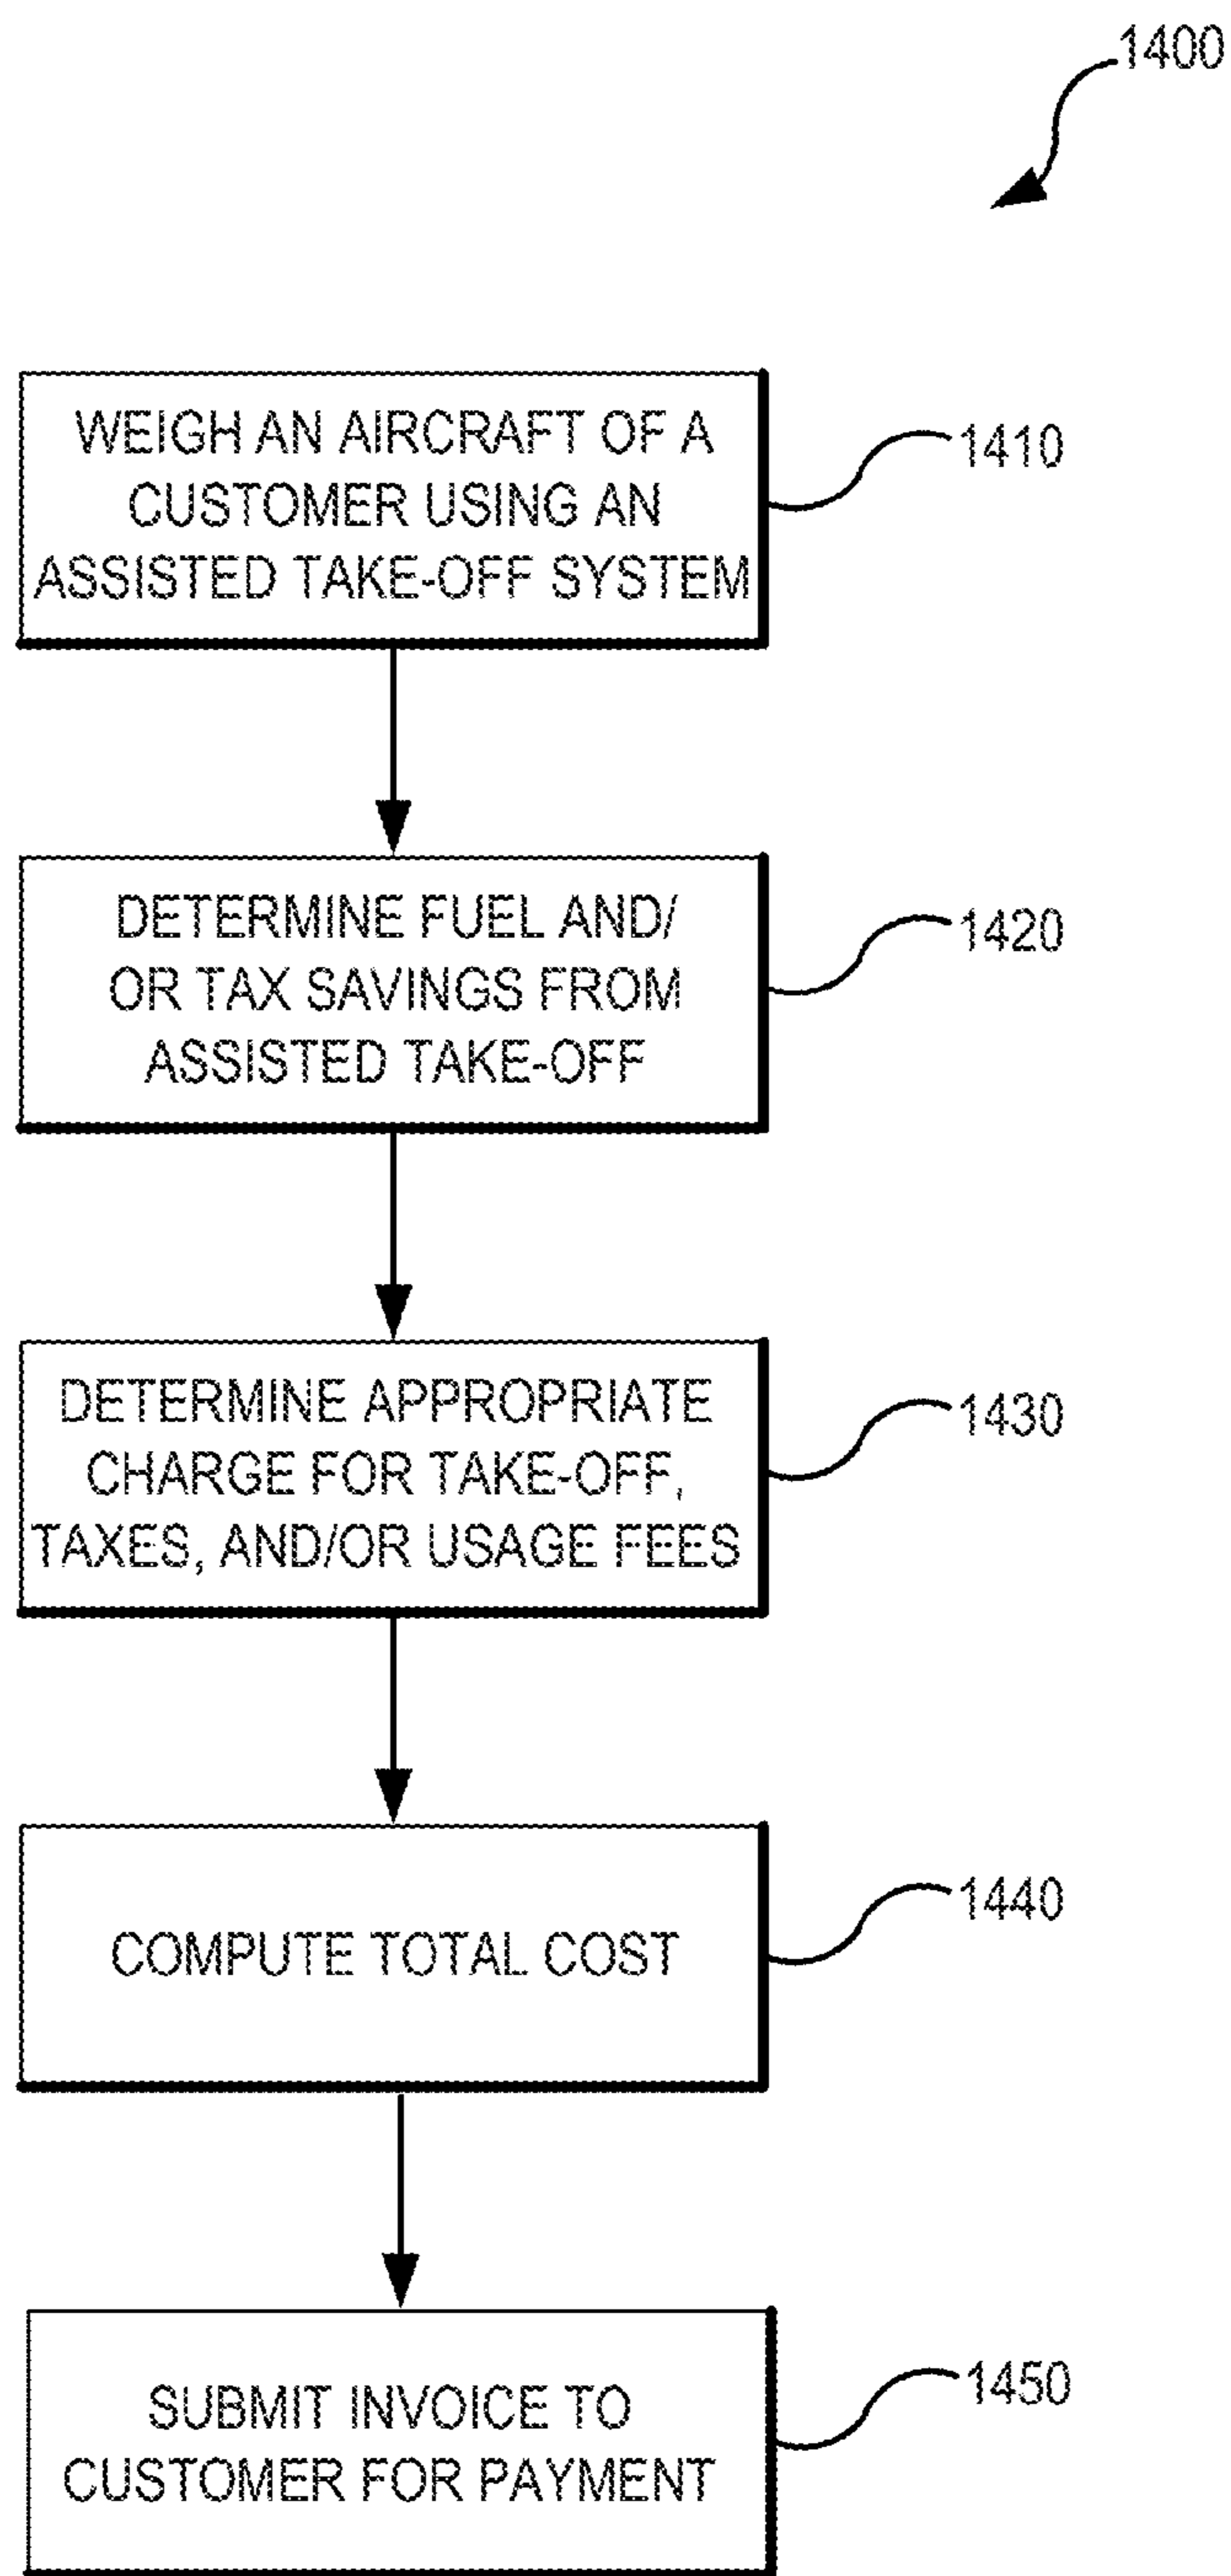 1400
WEIGH AN AIRCRAFT OF A
CUSTOMER USING AN
ASSISTED TAKE-OFF SYSTEM
1410
DETERMINE FUEL AND/
OR TAX SAVINGS FROM
ASSISTED TAKE-OFF
1420
DETERMINE APPROPRIATE
CHARGE FOR TAKE-OFF,
TAXES, AND/OR USAGE FEES
1430
COMPUTE TOTAL COST
1440
SUBMIT INVOICE TO
CUSTOMER FOR PAYMENT
1450